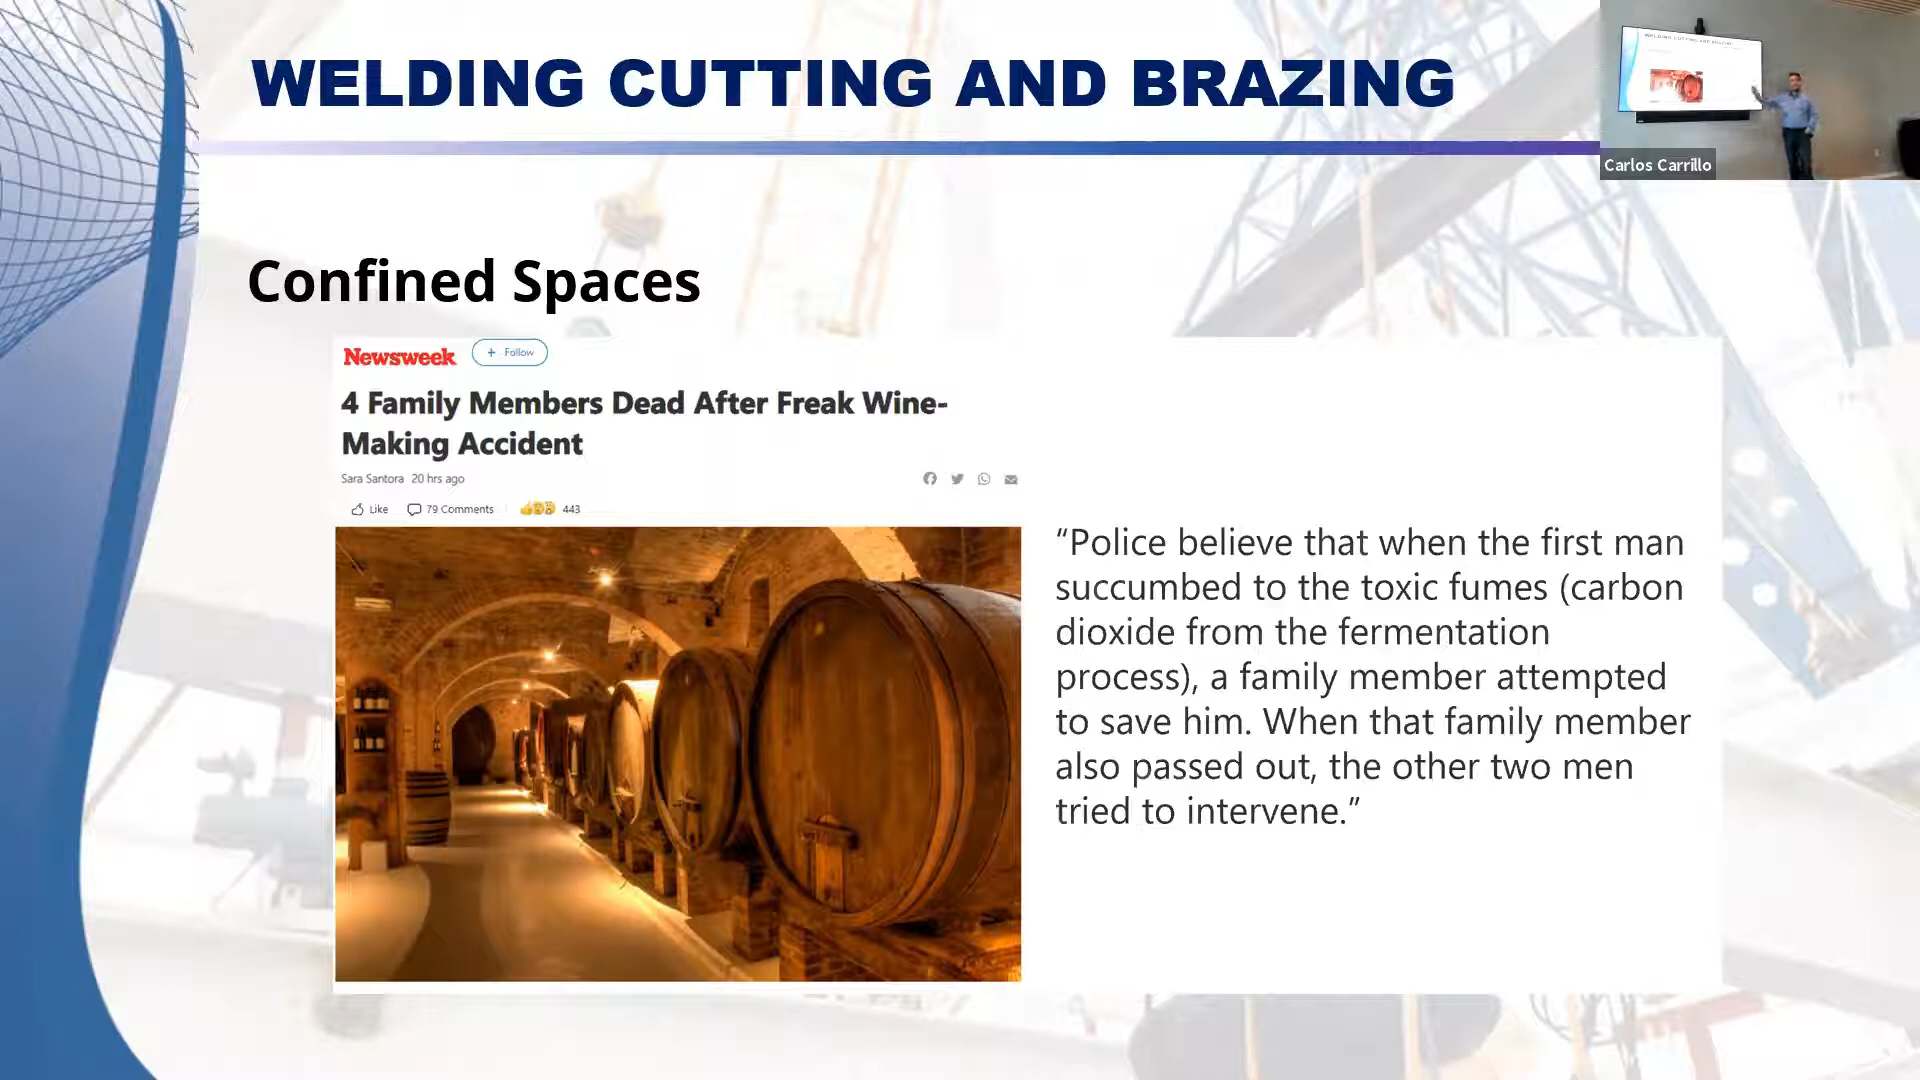 WELDING CUTTING AND BRAZING
Carlos Carrillo
Confined Spaces
Newsweek
+ Follow
4 Family Members Dead After Freak Wine-
Making Accident
Sara Santora 20 hrs ago
Like 79 Comments 443
“Police believe that when the first man
succumbed to the toxic fumes (carbon
dioxide from the fermentation
process), a family member attempted
to save him. When that family member
also passed out, the other two men
tried to intervene.”